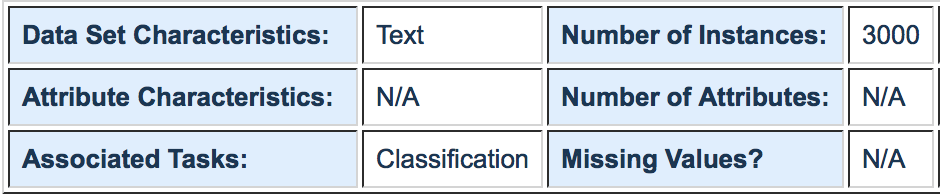 Data Set Characteristics: Text Number of Instances: 3000
Attribute Characteristics: N/A Number of Attributes: N/A
Associated Tasks: Classification Missing Values? N/A